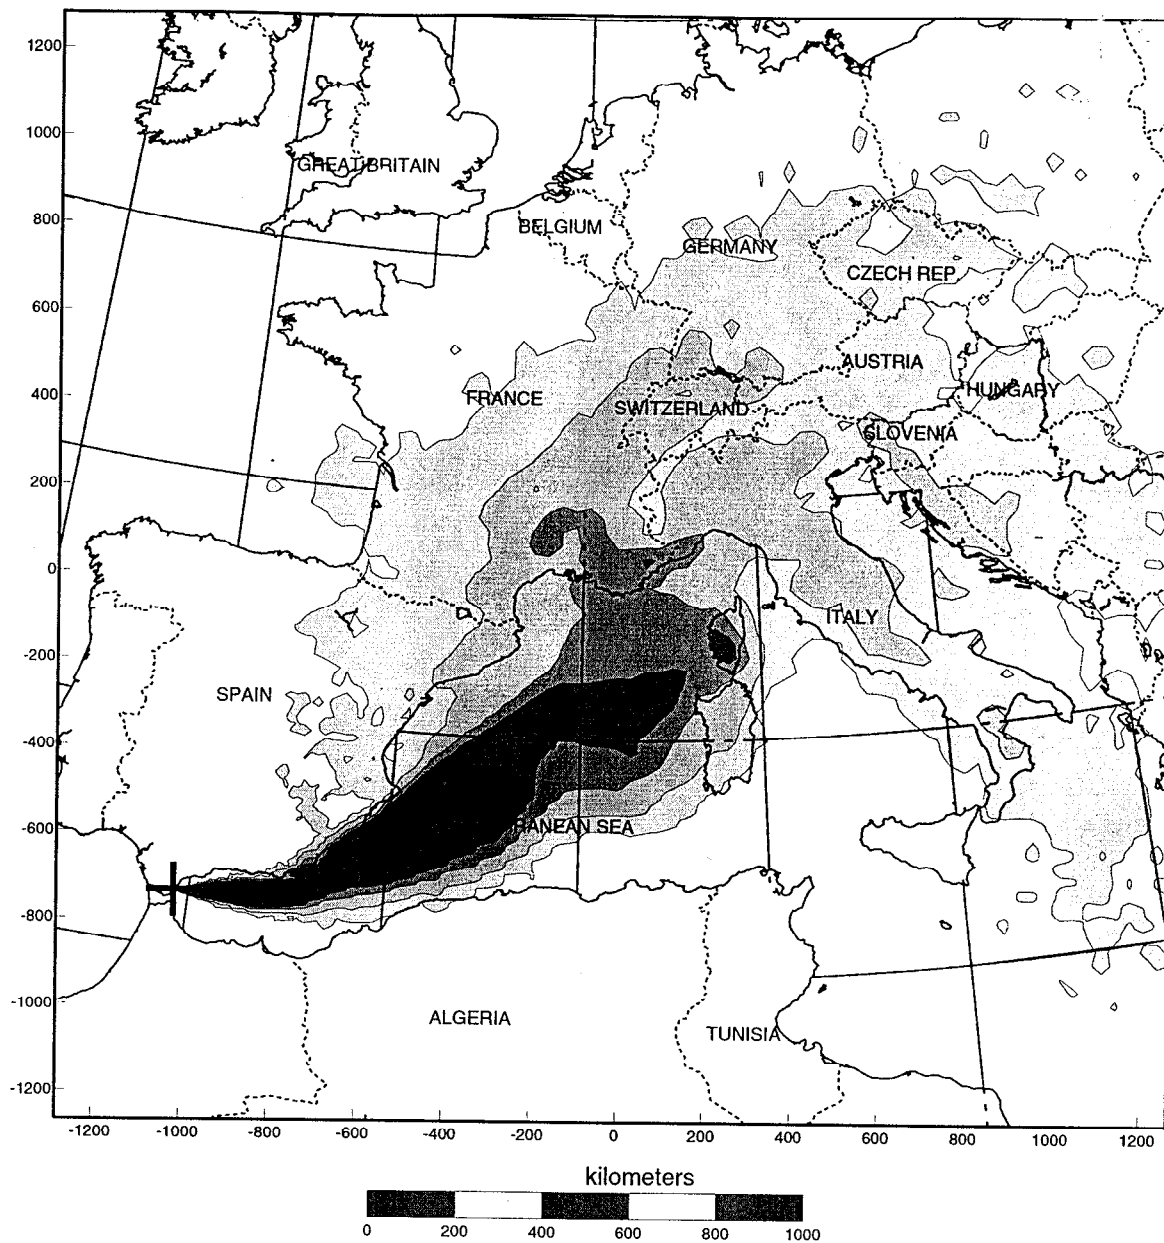 1200
1000
GREAT BRITAIN
800
BELGIUM
GERMANY
CZECH REP.
600
AUSTRIA
400
FRANCE
SWITZERLAND
HUNGARY
SLOVENIA
200
0
ITALY
-200
SPAIN
-400
-600
RANEAN SEA
-800
-1000
ALGERIA
TUNISIA
-1200
-1200 -1000 -800 -600 -400 -200 0 200 400 600 800 1000 1200
kilometers
0 200 400 600 800 1000